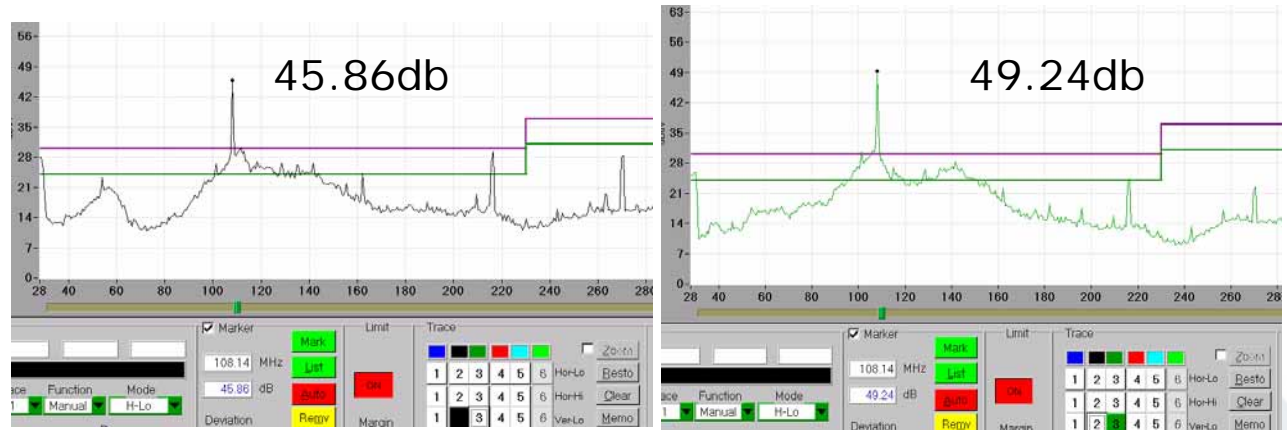 56
49
42
35
28
21
14
7
0
28 40 60 80 100 120 140 160 180 200 220 240 260 280
45.86db
Marker
108.14 MHz
45.86 dB
Deviation
Mark
List
Auto
Remv
Limit
ON
Margin
Trace
Zoom
1 2 3 4 5 6 Hor-Lo Resto
1 2 3 4 5 6 Hor-Hi Clear
1 3 4 5 6 Ver-Lo Memo
ace Function Mode
1 Manual H-Lo
63
56
49
42
35
28
21
14
7
0
28 40 60 80 100 120 140 160 180 200 220 240 260 28
49.24db
Marker
108.14 MHz
49.24 dB
Deviation
Mark
List
Auto
Remv
Limit
ON
Margin
Trace
Zoom
1 2 3 4 5 6 Hor-Lo Resto
1 2 3 4 5 6 Hor-Hi Clear
1 2 3 4 5 6 Ver-Lo Memo
ace Function Mode
1 Manual H-Lo